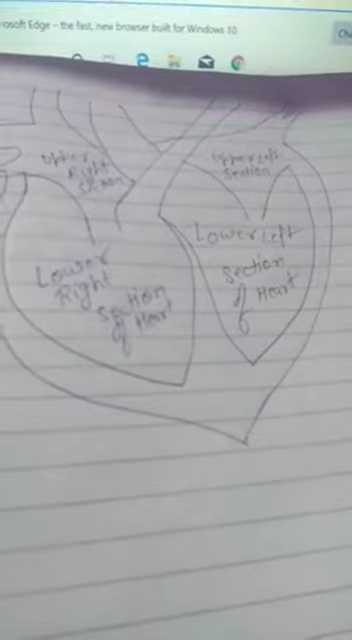 rosoft Edge – the fast, new browser built for Windows 10
Upper
Right
Section
Upper Left
Section
Lower
Right
Section
of Heart
Lower Left
Section
of Heart